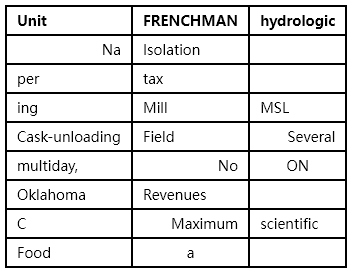 Unit FRENCHMAN hydrologic
Na Isolation
per tax
ing Mill MSL
Cask-unloading Field Several
multiday, No ON
Oklahoma Revenues
C Maximum scientific
Food a